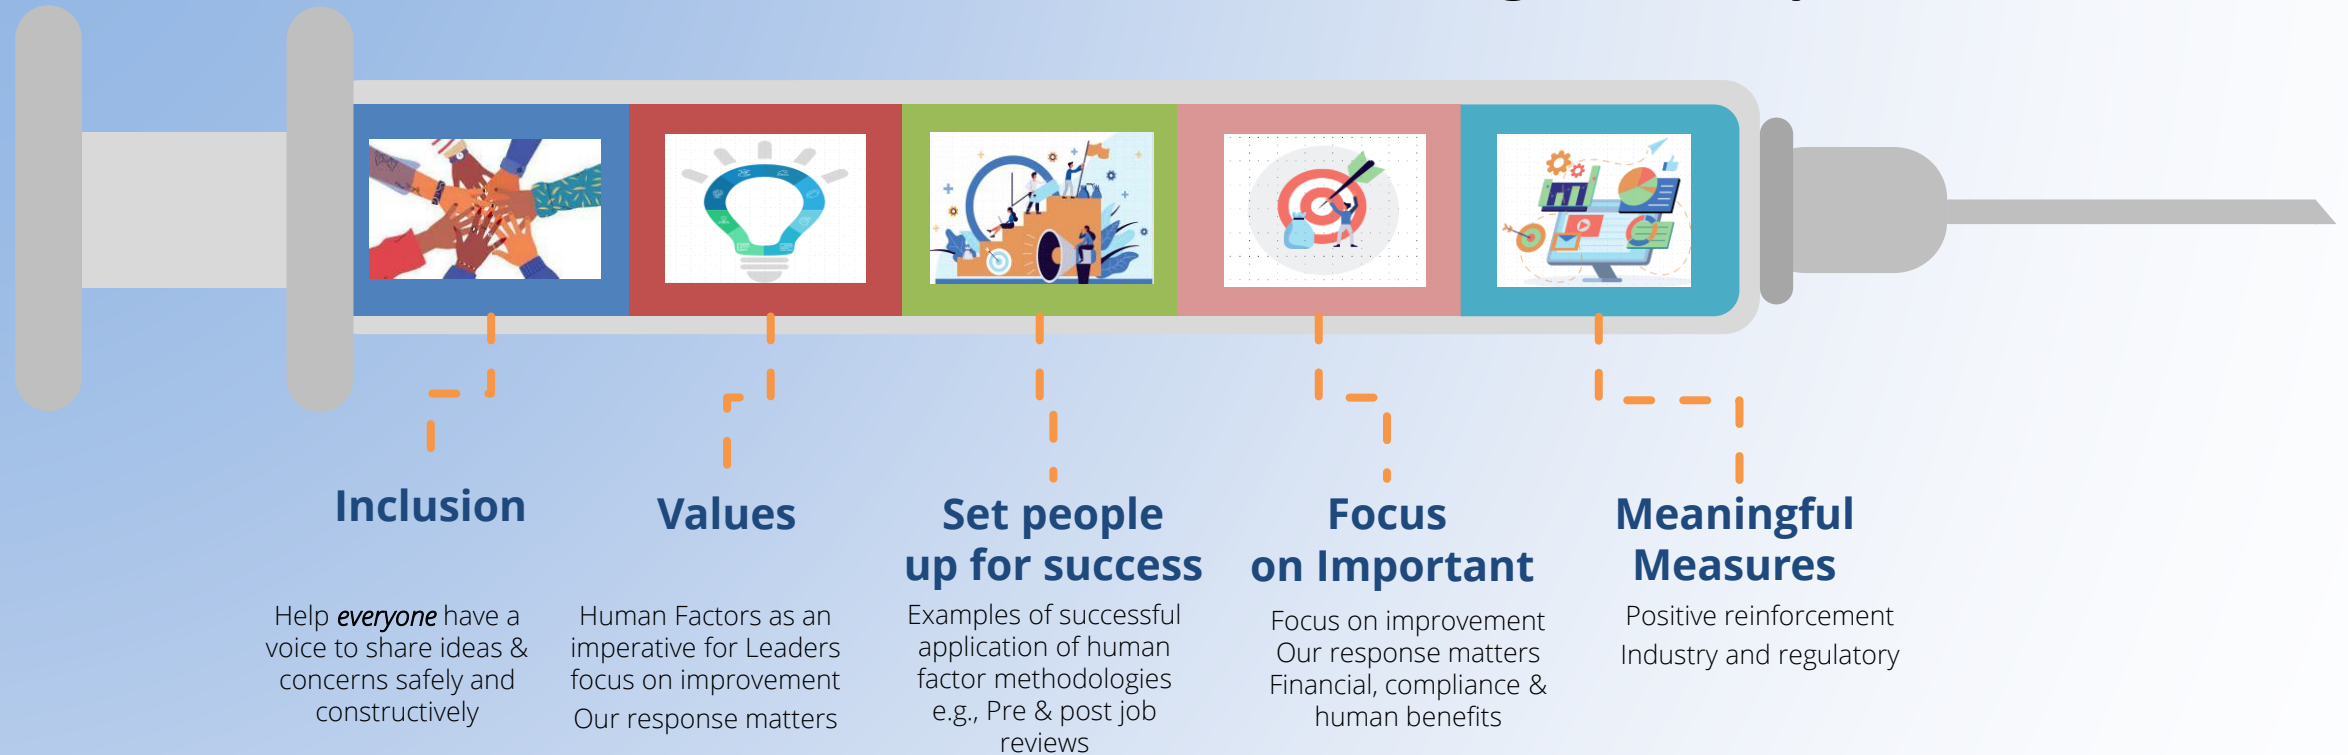 Inclusion
Help everyone have a
voice to share ideas &
concerns safely and
constructively
Values
Human Factors as an
imperative for Leaders
focus on improvement
Our response matters
Set people
up for success
Examples of successful
application of human
factor methodologies
e.g., Pre & post job
reviews
Focus
on Important
Focus on improvement
Our response matters
Financial, compliance &
human benefits
Meaningful
Measures
Positive reinforcement
Industry and regulatory